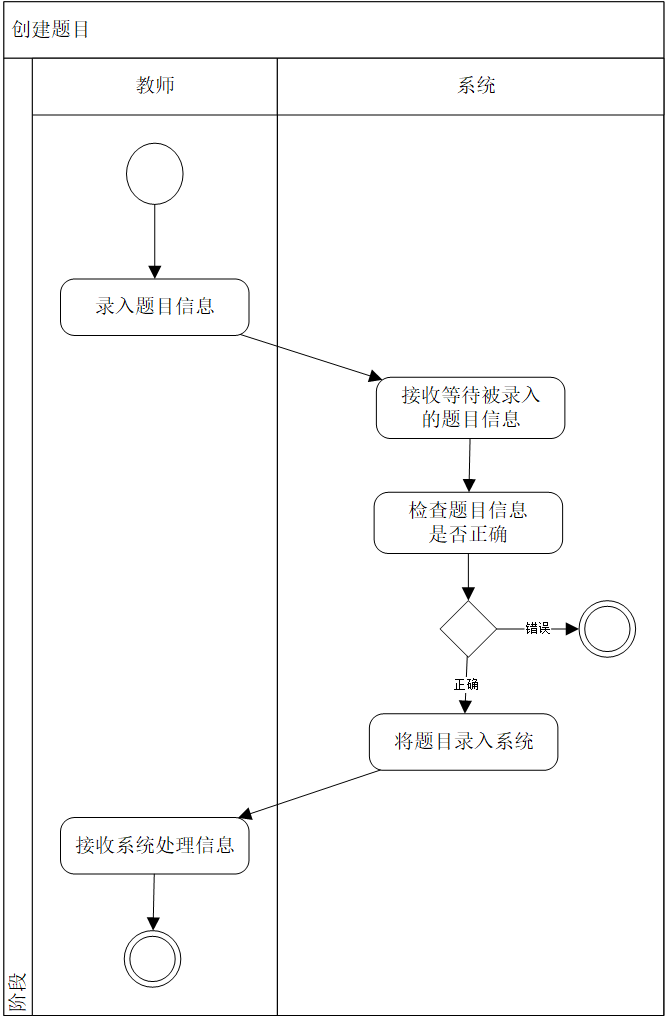 创建题目
教师
系统
录入题目信息
接收等待被录入
的题目信息
检查题目信息
是否正确
错误
正确
将题目录入系统
接收系统处理信息
阶段